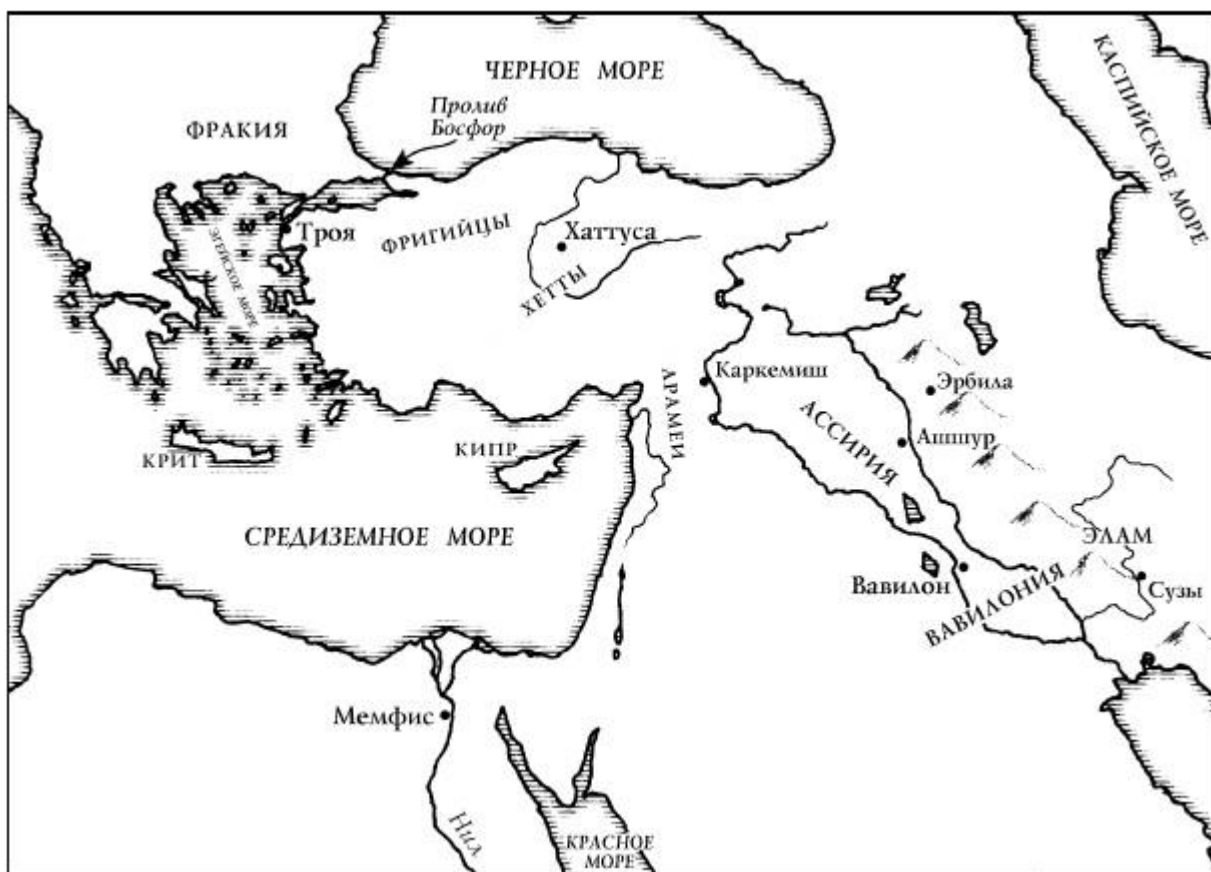 ЧЕРНОЕ МОРЕ
КАСПИЙСКОЕ МОРЕ
Пролив
Босфор
ФРАКИЯ
Троя
ФРИГИЙЦЫ
Хаттуса
ХЕТТЫ
ЭГЕЙСКОЕ МОРЕ
Каркемиш
Эрбила
АРАМЕИ
АССИРИЯ
Ашшур
КРИТ
КИПР
СРЕДИЗЕМНОЕ МОРЕ
ЭЛАМ
Вавилон
Сузы
ВАВИЛОНИЯ
Мемфис
Нил
КРАСНОЕ
МОРЕ